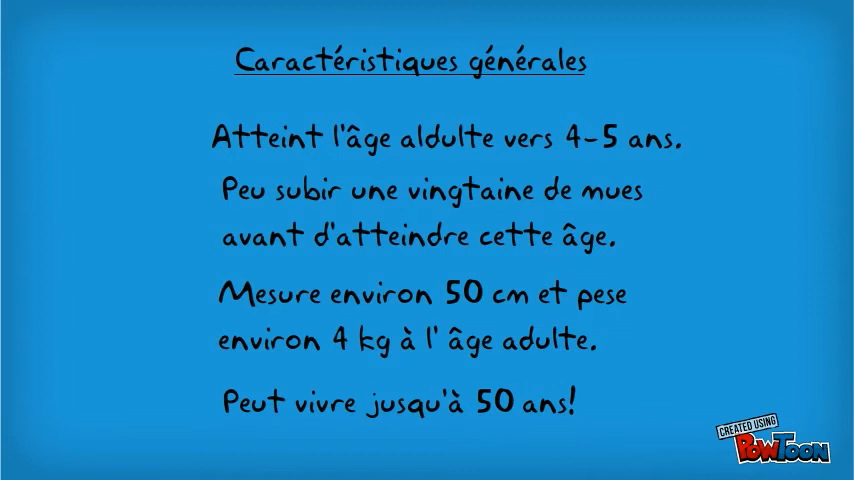 Caractéristiques générales
Atteint l'âge aldulte vers 4-5 ans.
Peu subir une vingtaine de mues
avant d'atteindre cette âge.
Mesure environ 50 cm et pese
environ 4 kg à l' âge adulte.
Peut vivre jusqu'à 50 ans!
CREATED USING
POWTOON